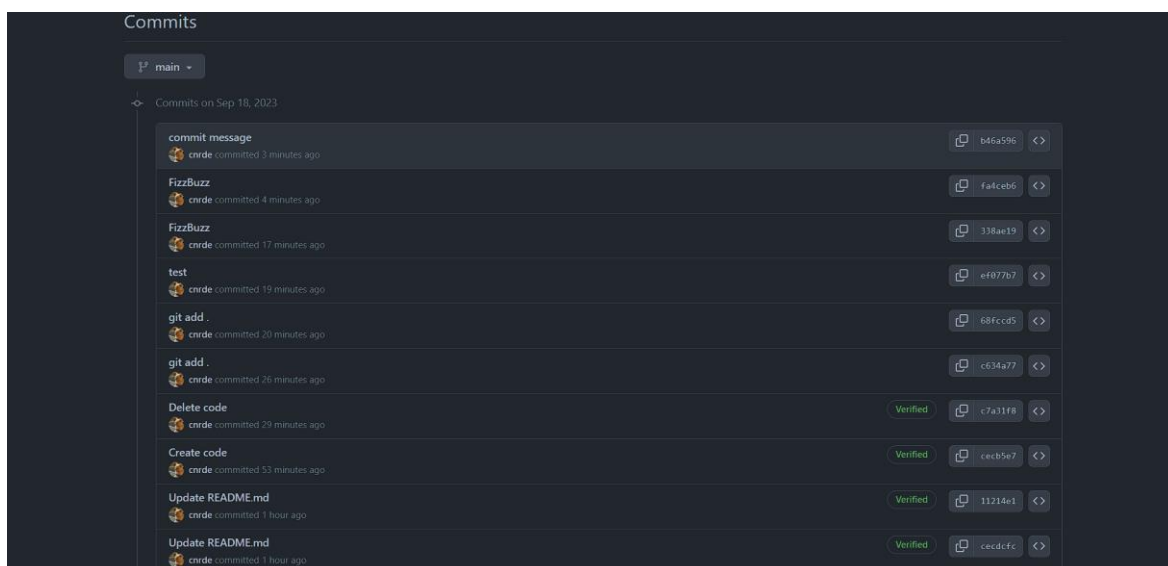 Commits
main
Commits on Sep 18, 2023
commit message
cnrde committed 3 minutes ago
b46a596
FizzBuzz
cnrde committed 4 minutes ago
fa4ceb6
FizzBuzz
cnrde committed 17 minutes ago
338ae19
test
cnrde committed 19 minutes ago
ef077b7
git add .
cnrde committed 20 minutes ago
68fccd5
git add .
cnrde committed 26 minutes ago
c634a77
Delete code
cnrde committed 29 minutes ago
Verified
c7a31f8
Create code
cnrde committed 53 minutes ago
Verified
cecb5e7
Update README.md
cnrde committed 1 hour ago
Verified
11214e1
Update README.md
cnrde committed 1 hour ago
Verified
cecdcfc